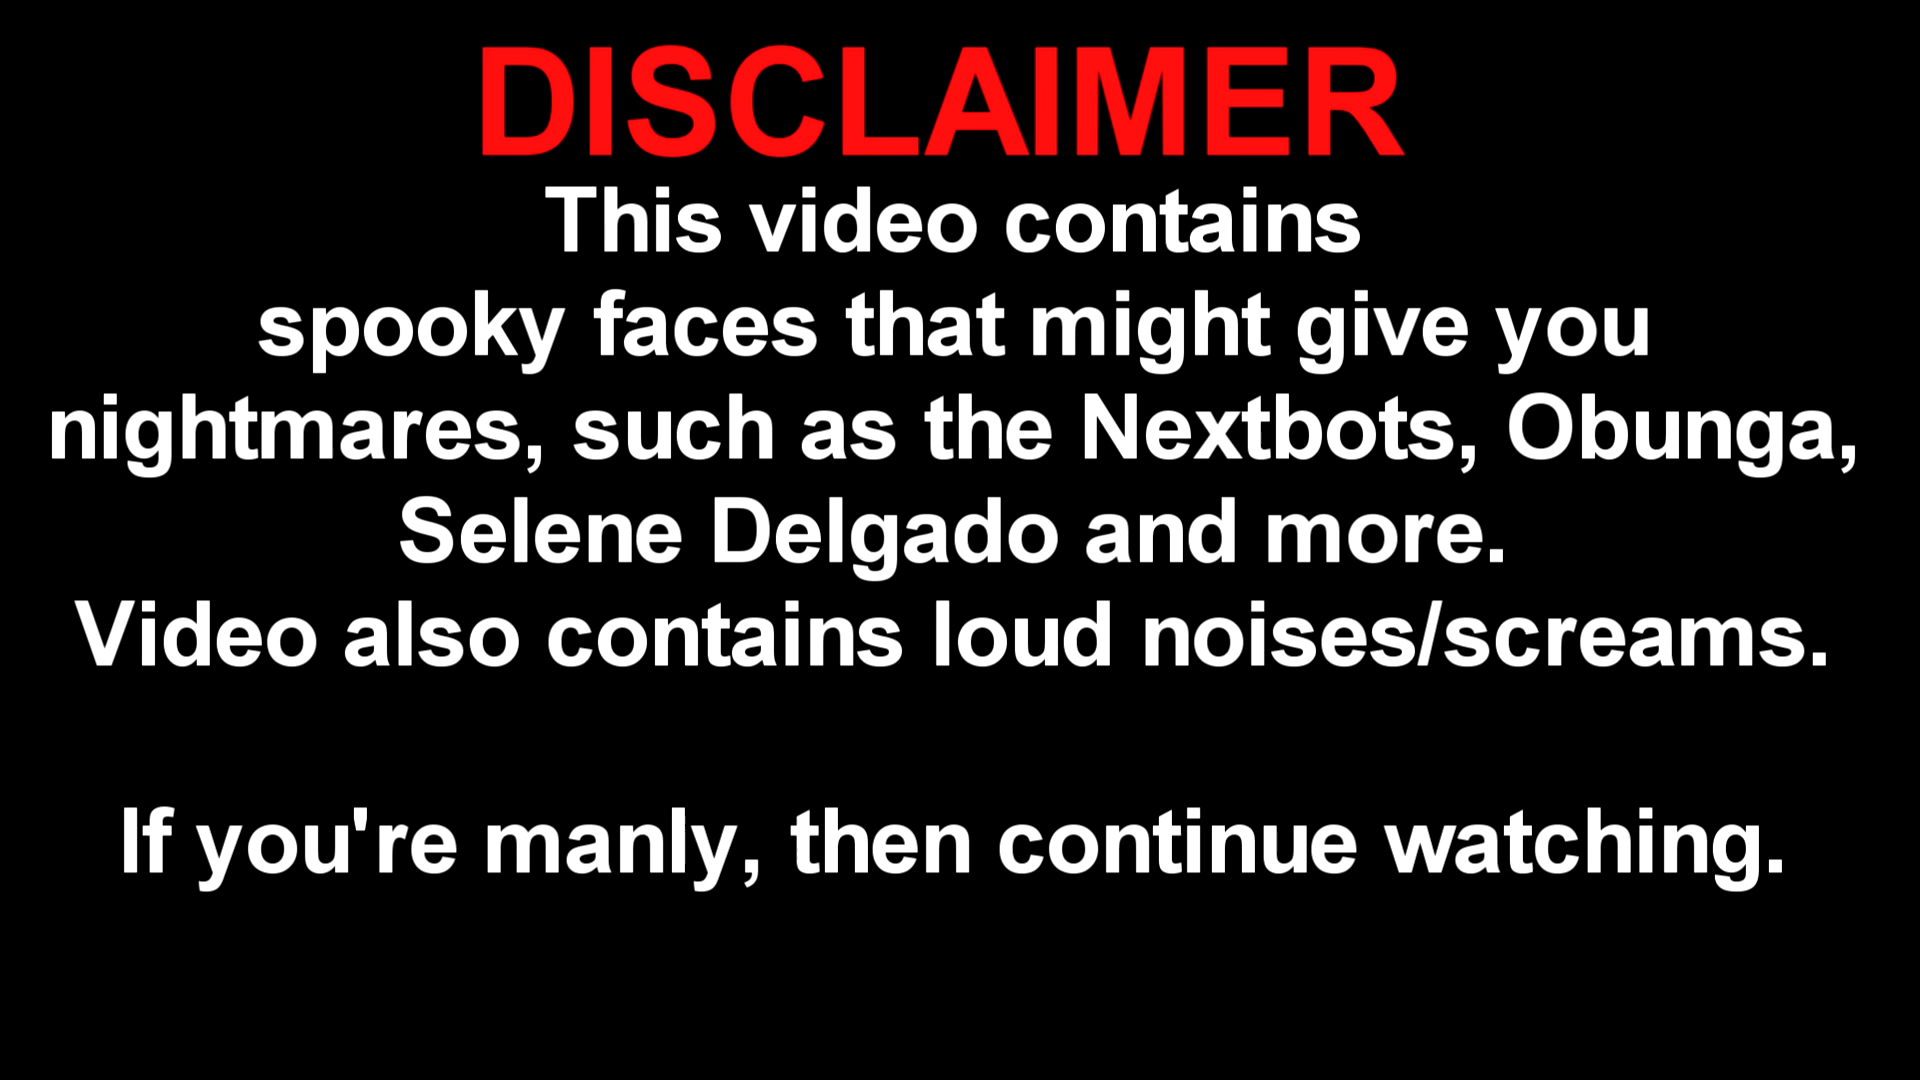 DISCLAIMER
This video contains
spooky faces that might give you
nightmares, such as the Nextbots, Obunga,
Selene Delgado and more.
Video also contains loud noises/screams.
If you're manly, then continue watching.